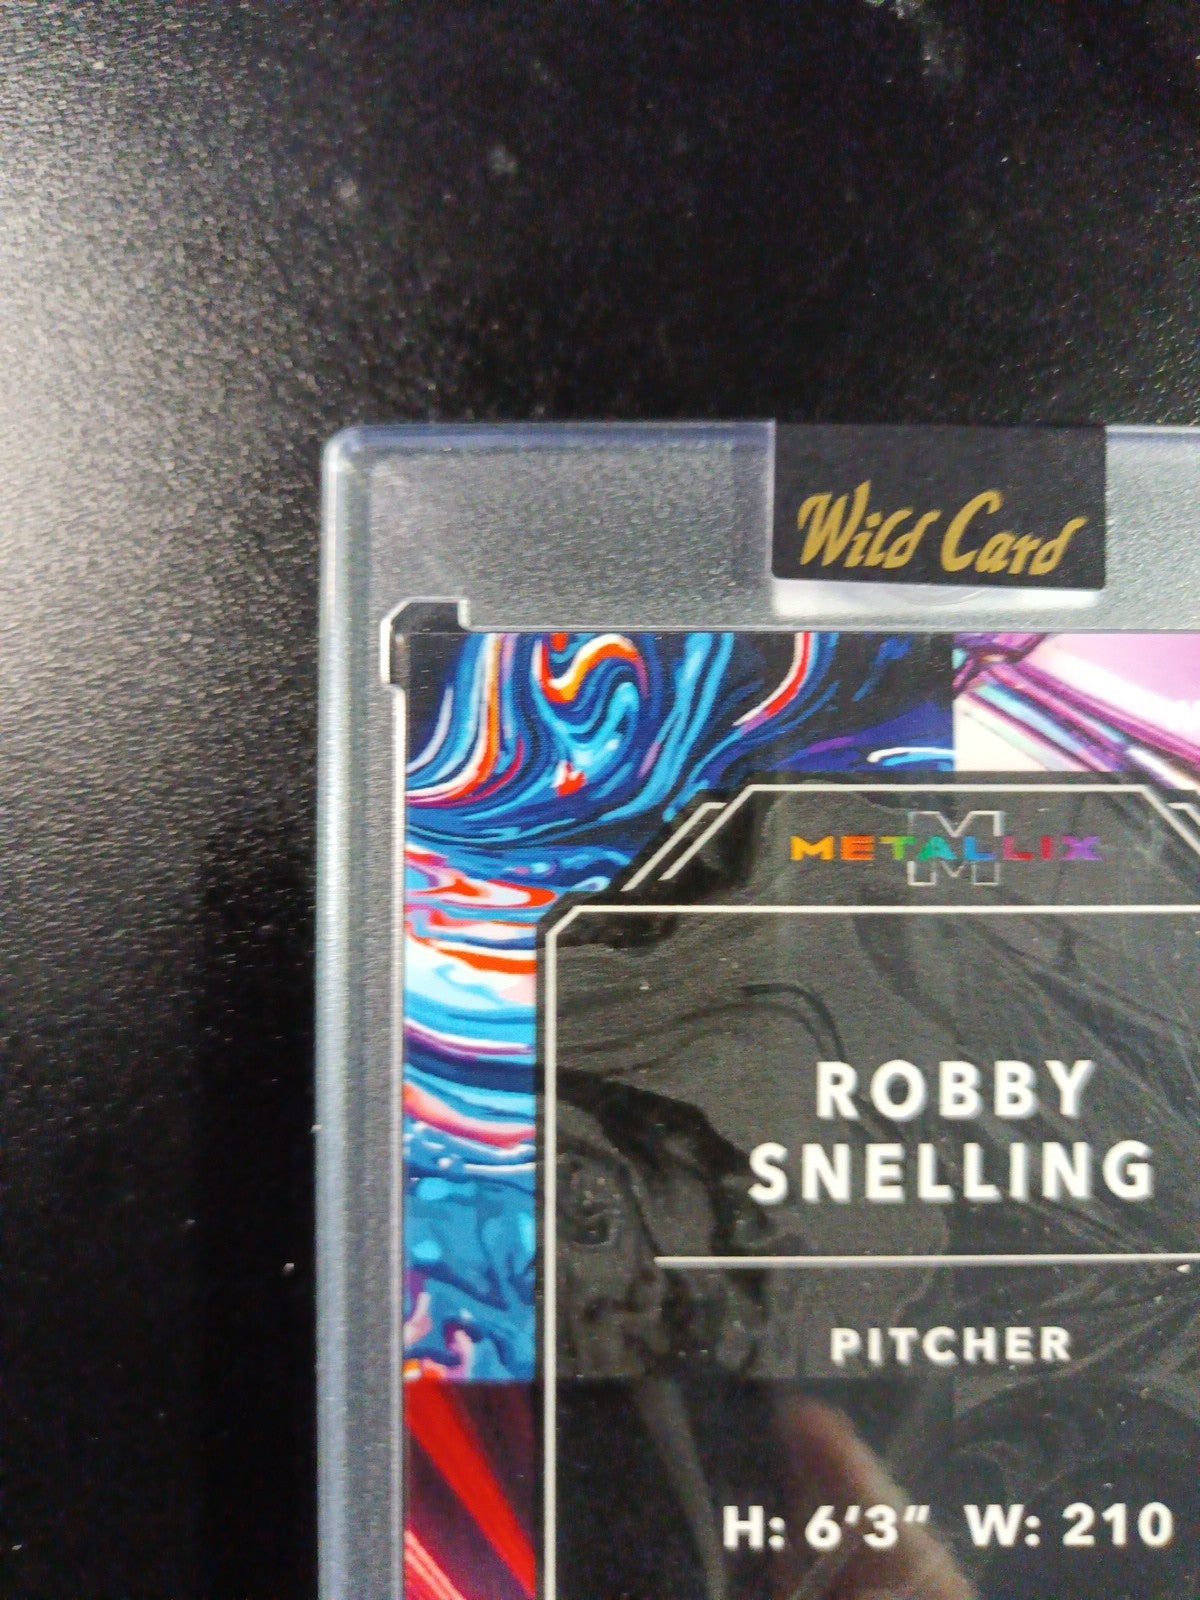 Wild Card
METALLIX
M
ROBBY
SNELLING
PITCHER
H: 6'3" W: 210